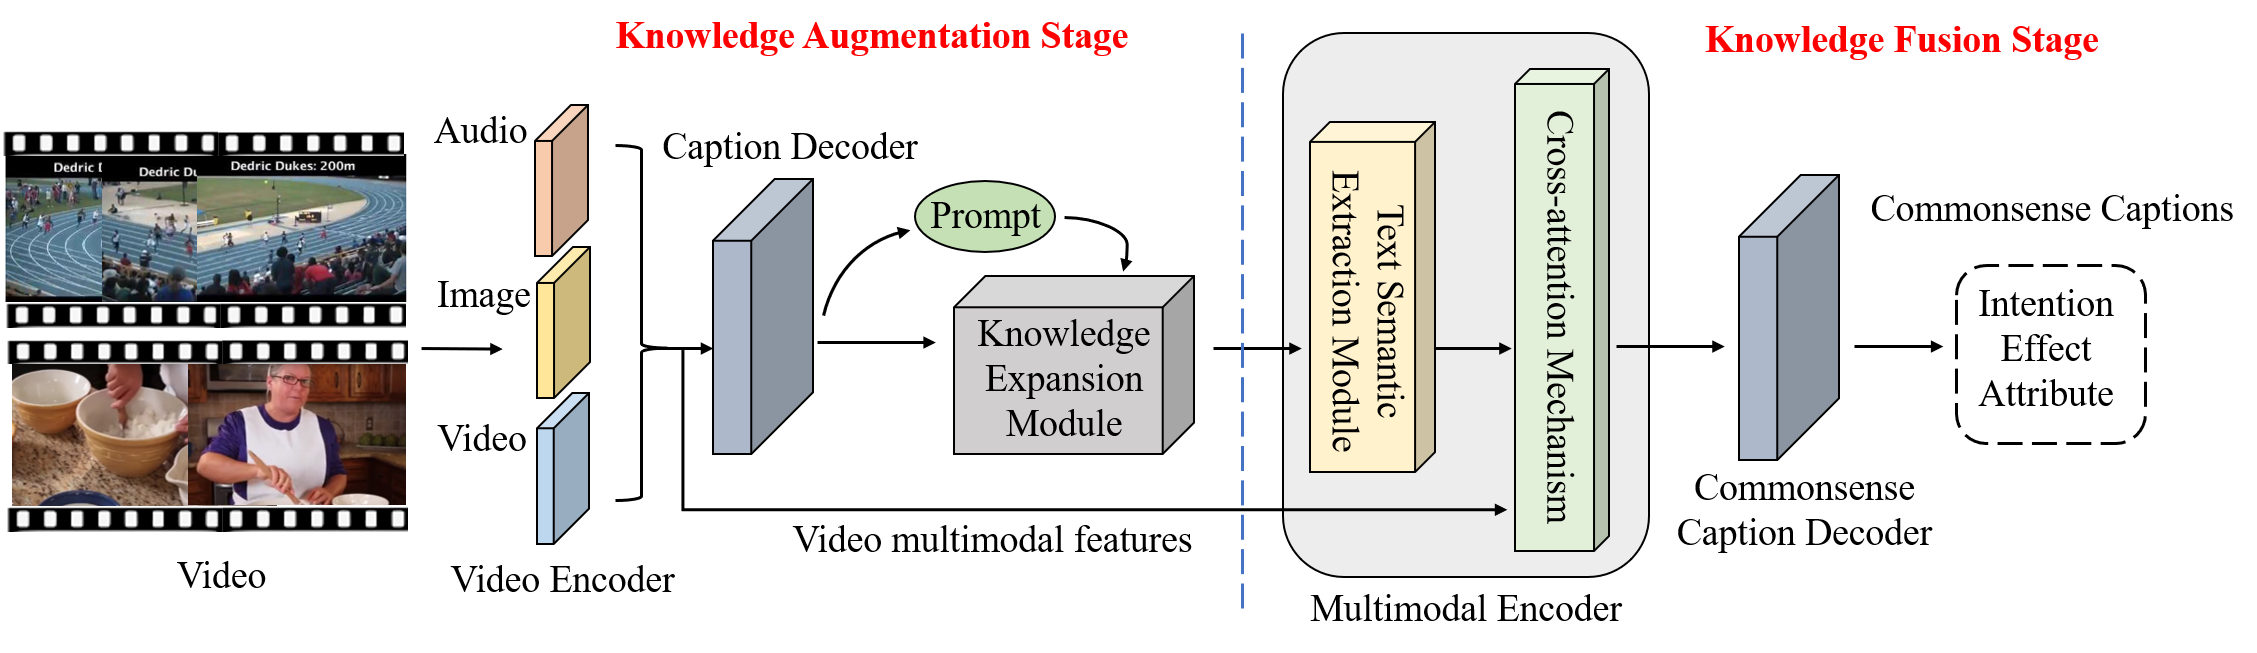 Knowledge Augmentation Stage
Knowledge Fusion Stage
Dedric D
Dedric Du
Dedric Dukes: 200m
Video
Audio
Image
Video
Video Encoder
Caption Decoder
Prompt
Knowledge
Expansion
Module
Video multimodal features
Text Semantic
Extraction Module
Cross-attention Mechanism
Multimodal Encoder
Commonsense
Caption Decoder
Commonsense Captions
Intention
Effect
Attribute